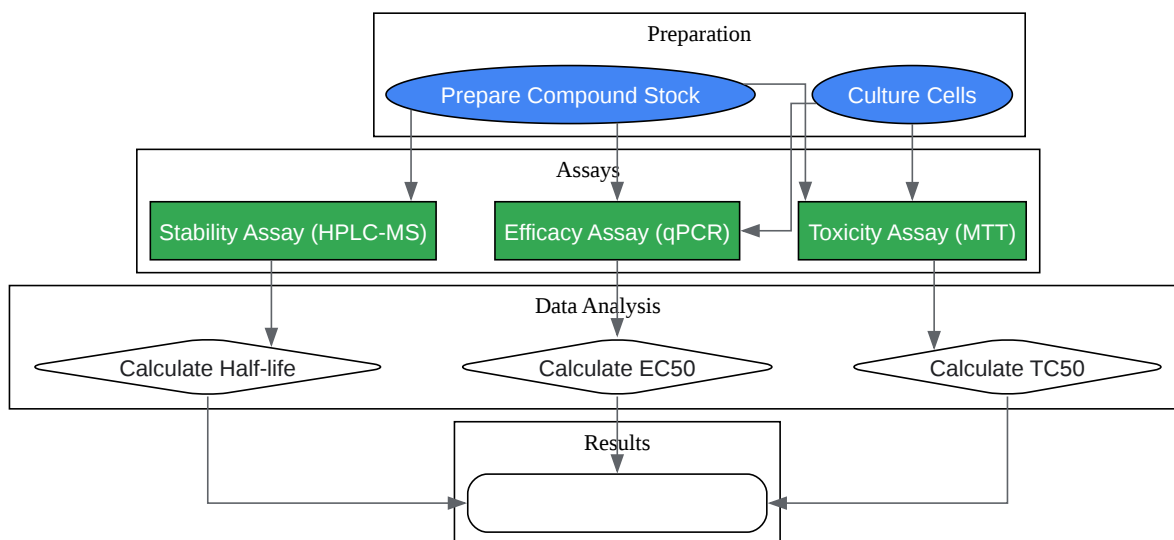 Preparation
Prepare Compound Stock
Culture Cells
Assays
Stability Assay (HPLC-MS)
Efficacy Assay (qPCR)
Toxicity Assay (MTT)
Data Analysis
Calculate Half-life
Calculate EC50
Calculate TC50
Results